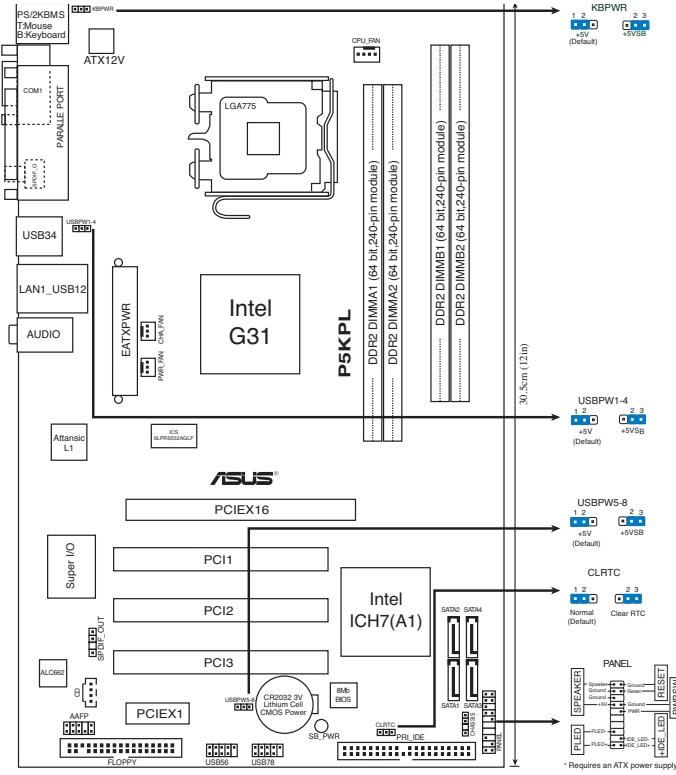 PS/2KBMS
T:Mouse
B:Keyboard
KBPWR
ATX12V
CPU_FAN
KBPWR
1 2
2 3
+5V
(Default)
+5VSB
COM1
PARALLE PORT
SPDIF_O
LGA775
DDR2 DIMMA1 (64 bit,240-pin module)
DDR2 DIMMA2 (64 bit,240-pin module)
DDR2 DIMMB1 (64 bit,240-pin module)
DDR2 DIMMB2 (64 bit,240-pin module)
USBPW1-4
USB34
LAN1_USB12
AUDIO
EATXPWR
CHA_FAN
PWR_FAN
Intel
G31
P5KPL
30.5cm (12in)
USBPW1-4
1 2
2 3
+5V
(Default)
+5VSB
Attansic
L1
ICS
9LPRS552AGLF
ASUS®
PCIEX16
USBPW5-8
1 2
2 3
+5V
(Default)
+5VSB
Super I/O
PCI1
PCI2
PCI3
Intel
ICH7(A1)
CLRTC
1 2
2 3
Normal
(Default)
Clear RTC
SPDIF_OUT
SATA2
SATA4
SATA1
SATA3
ALC662
CD
AAFP
PCIEX1
USBPW5-8
CR2032 3V
Lithium Cell
CMOS Power
8Mb
BIOS
SB_PWR
CLRTC
CHASSIS
PANEL
FLOPPY
USB56
USB78
PRI_IDE
PANEL
SPEAKER
Speaker
Ground
Ground
+5V
Ground
Reset
Ground
PWR
RESET
PWRSW
PLED
PLED-
PLED+
IDE_LED-
IDE_LED+
+IDE_LED
* Requires an ATX power supply